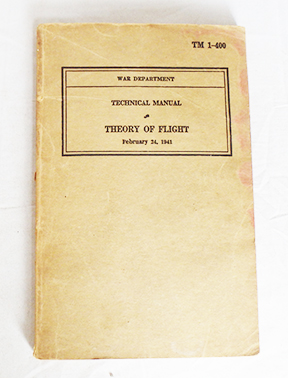 TM 1-400
WAR DEPARTMENT
TECHNICAL MANUAL
THEORY OF FLIGHT
February 24, 1941